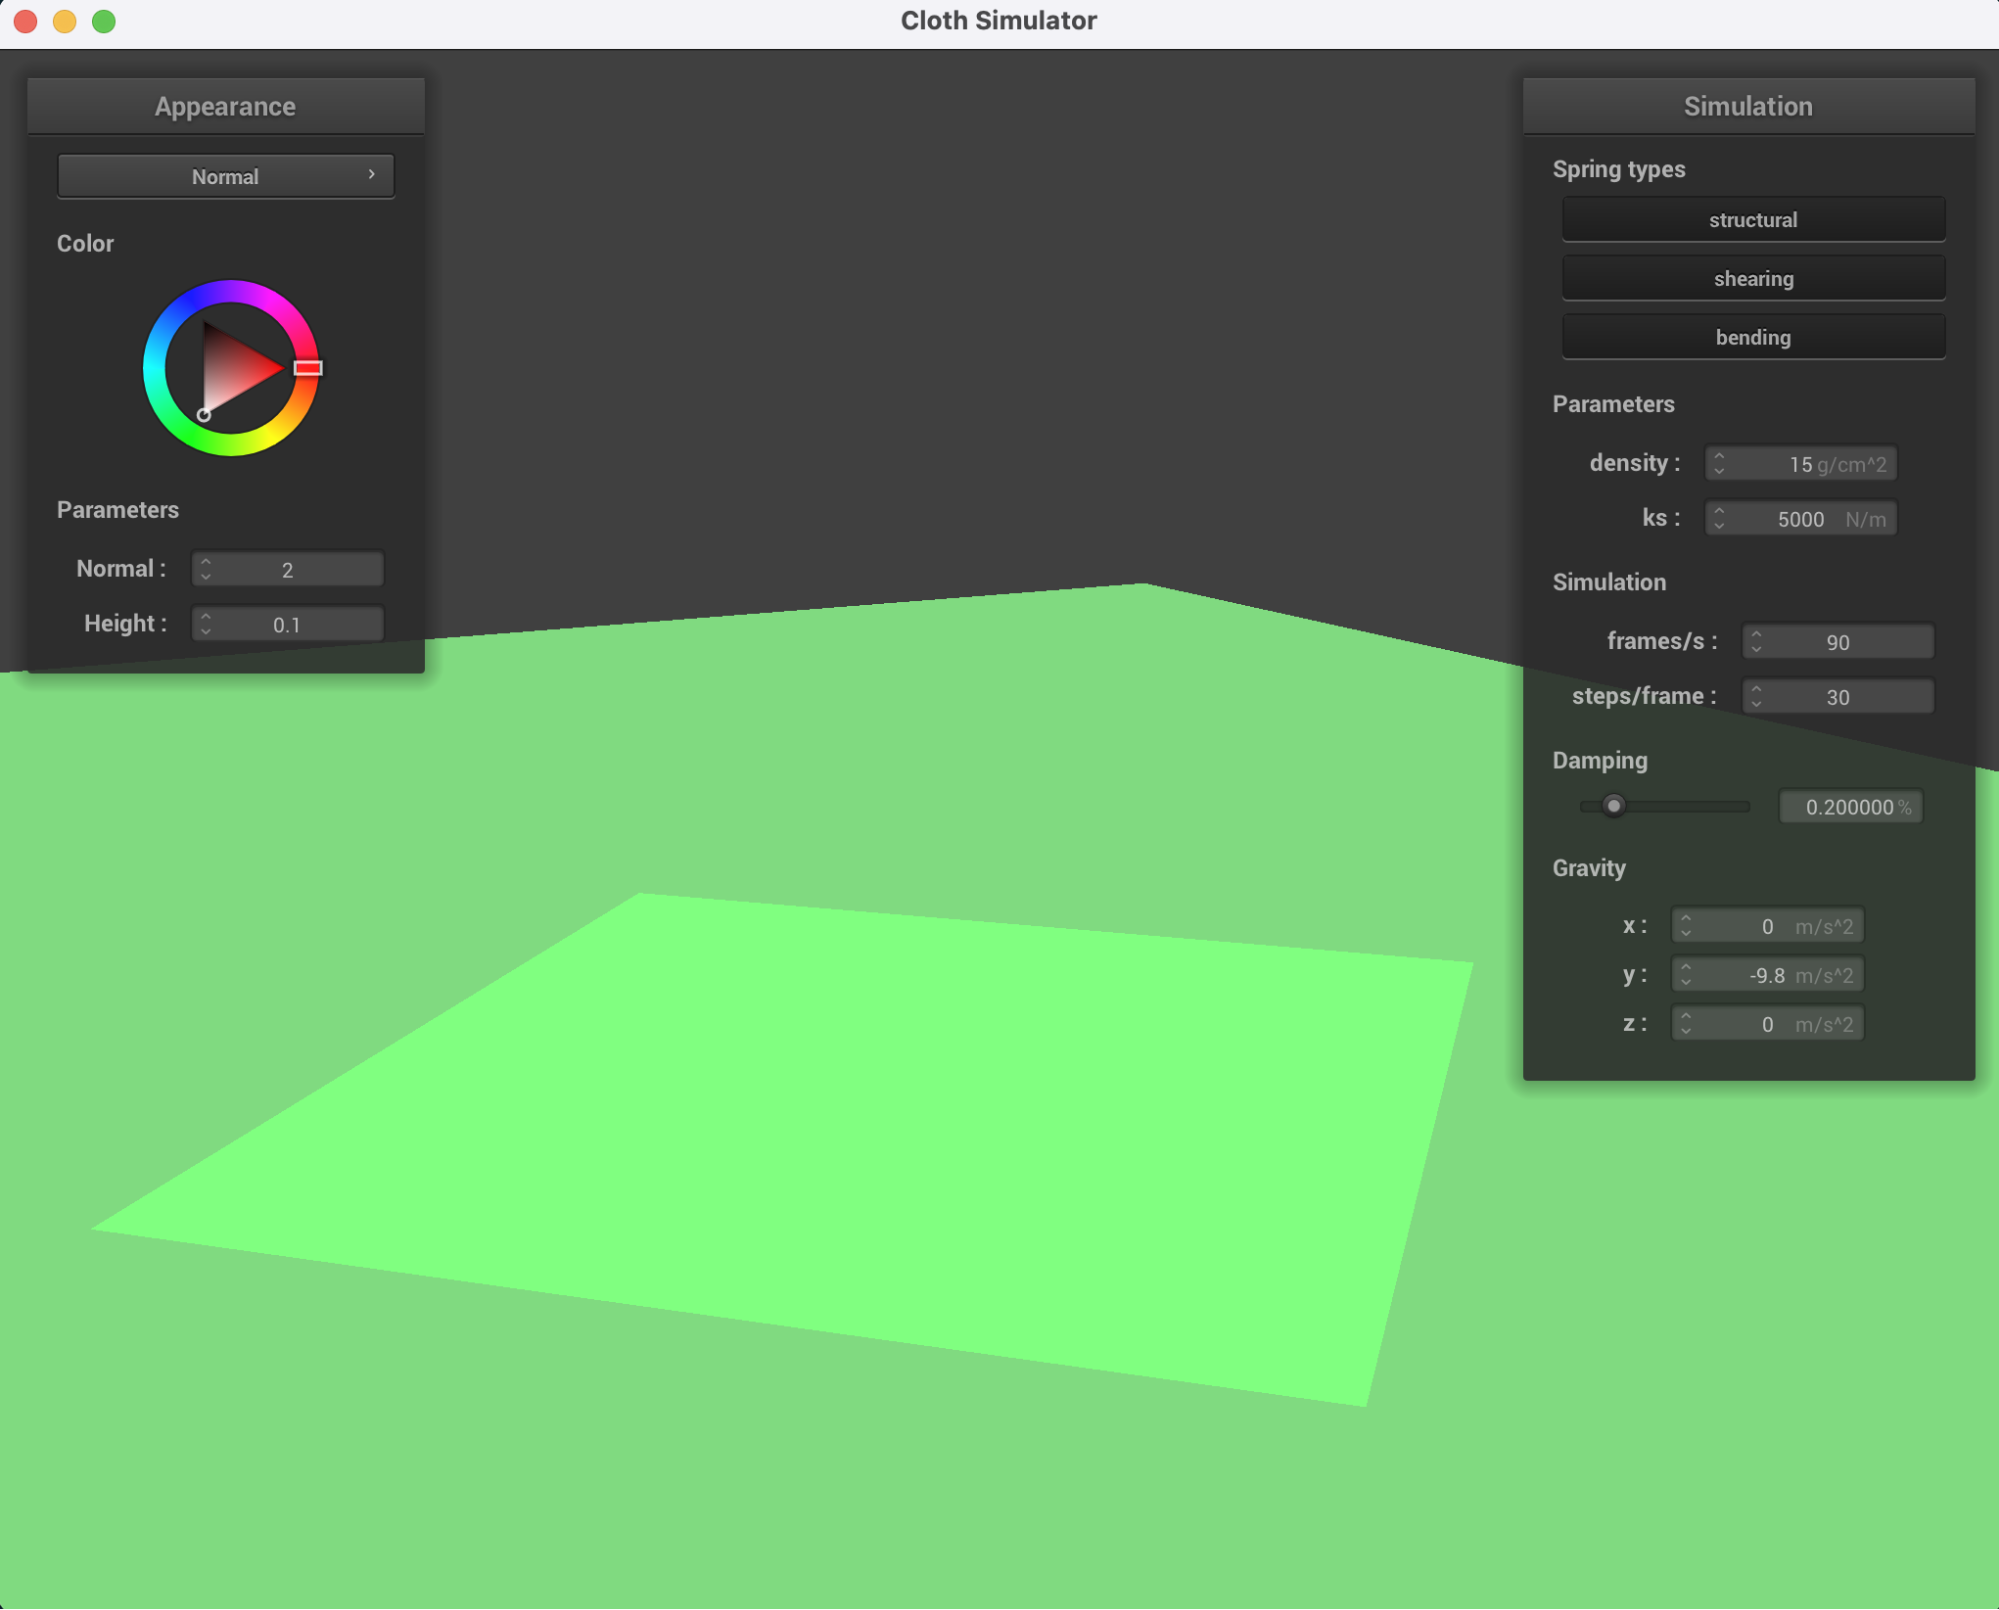 Cloth Simulator
Appearance
Normal
Color
Parameters
Normal : 2
Height : 0.1
Simulation
Spring types
structural
shearing
bending
Parameters
density : 15 g/cm^2
ks : 5000 N/m
Simulation
frames/s : 90
steps/frame : 30
Damping
0.200000 %
Gravity
x : 0 m/s^2
y : -9.8 m/s^2
z : 0 m/s^2